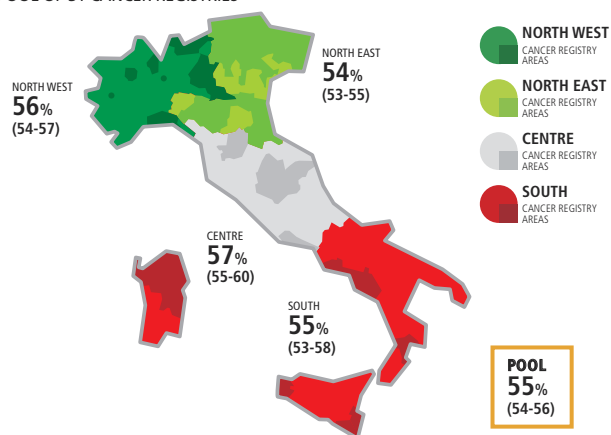 NORTH WEST
56%
(54-57)
NORTH EAST
54%
(53-55)
CENTRE
57%
(55-60)
SOUTH
55%
(53-58)
NORTH WEST
CANCER REGISTRY
AREAS
NORTH EAST
CANCER REGISTRY
AREAS
CENTRE
CANCER REGISTRY
AREAS
SOUTH
CANCER REGISTRY
AREAS
POOL
55%
(54-56)